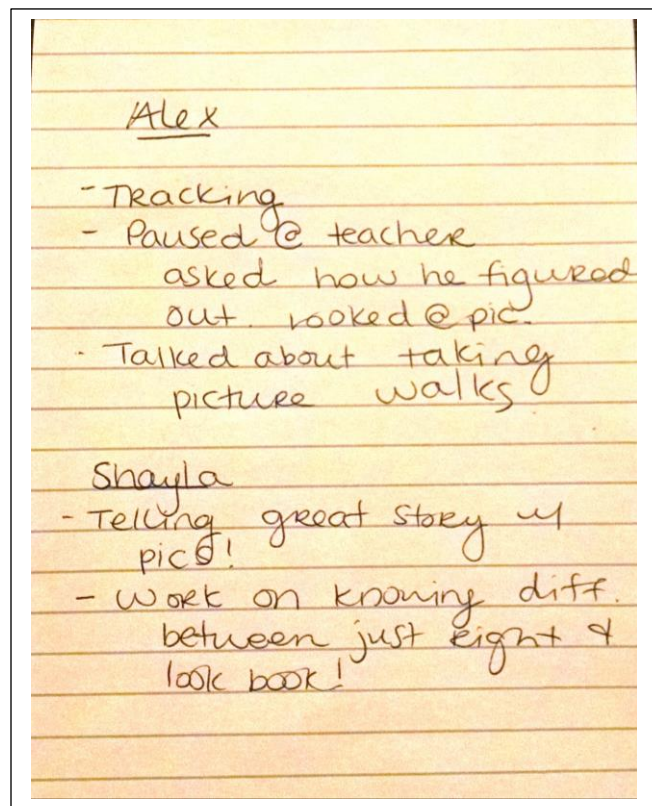 Alex
- Tracking
- Paused @ teacher
asked how he figured
out. Looked @ pic.
- Talked about taking
picture walks
Shayla
- Telling great story w/
pics!
- Work on knowing diff.
between just right &
look book!